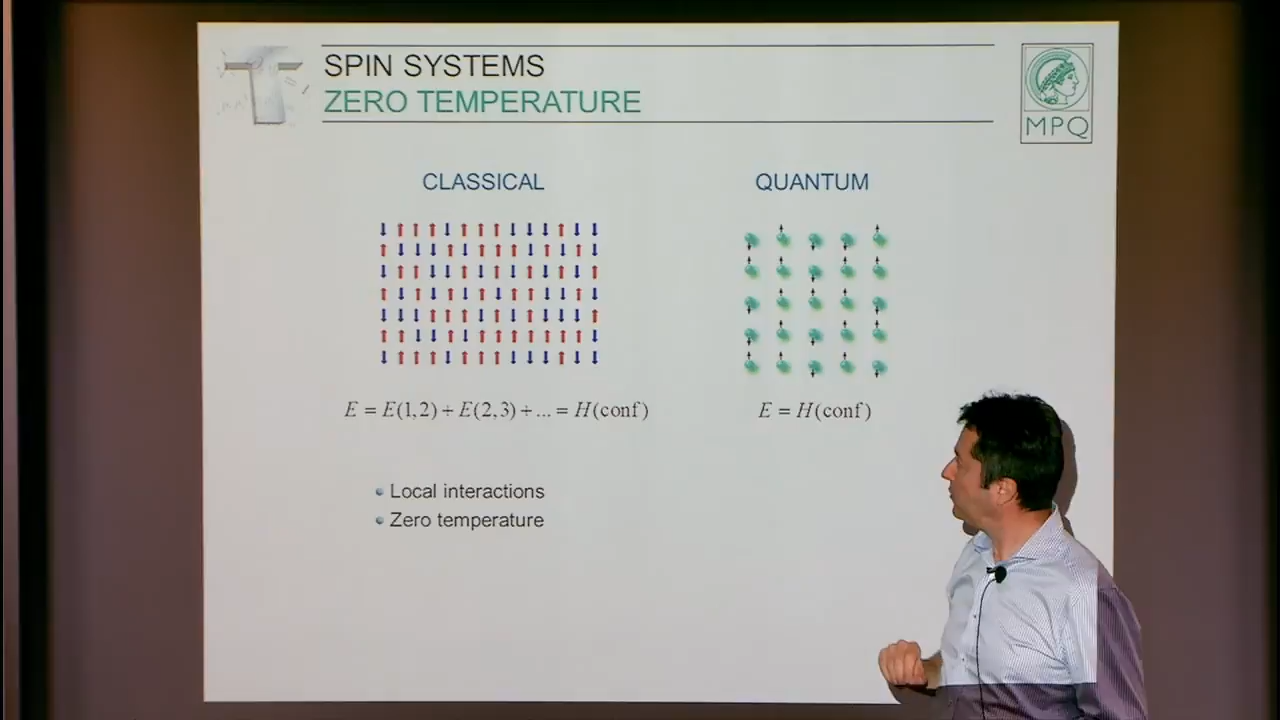 SPIN SYSTEMS
ZERO TEMPERATURE
MPQ
CLASSICAL
QUANTUM
E = E(1,2) + E(2,3) + ... = H(conf)
E = H(conf)
Local interactions
Zero temperature